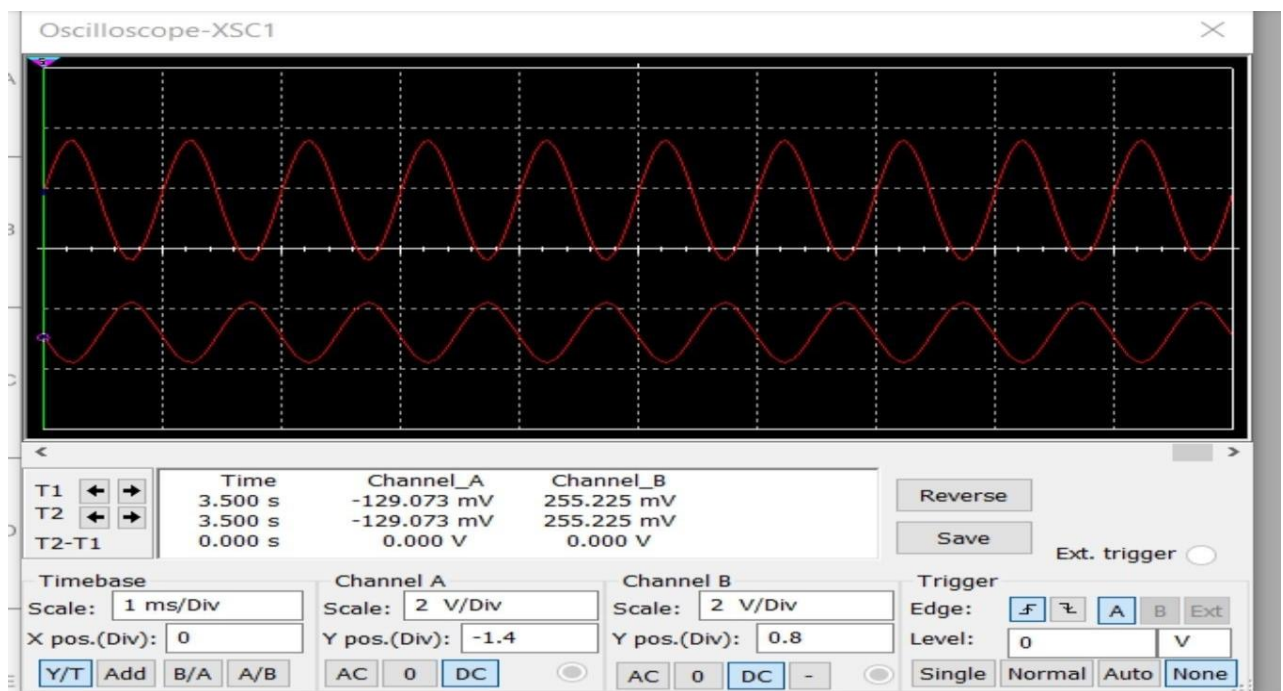 Oscilloscope-XSC1
Time Channel_A Channel_B
T1 3.500 s -129.073 mV 255.225 mV
T2 3.500 s -129.073 mV 255.225 mV
T2-T1 0.000 s 0.000 V 0.000 V
Reverse
Save
Ext. trigger
Timebase
Scale: 1 ms/Div
X pos.(Div): 0
Y/T Add B/A A/B
Channel A
Scale: 2 V/Div
Y pos.(Div): -1.4
AC 0 DC
Channel B
Scale: 2 V/Div
Y pos.(Div): 0.8
AC 0 DC -
Trigger
Edge: A B Ext
Level: 0 V
Single Normal Auto None